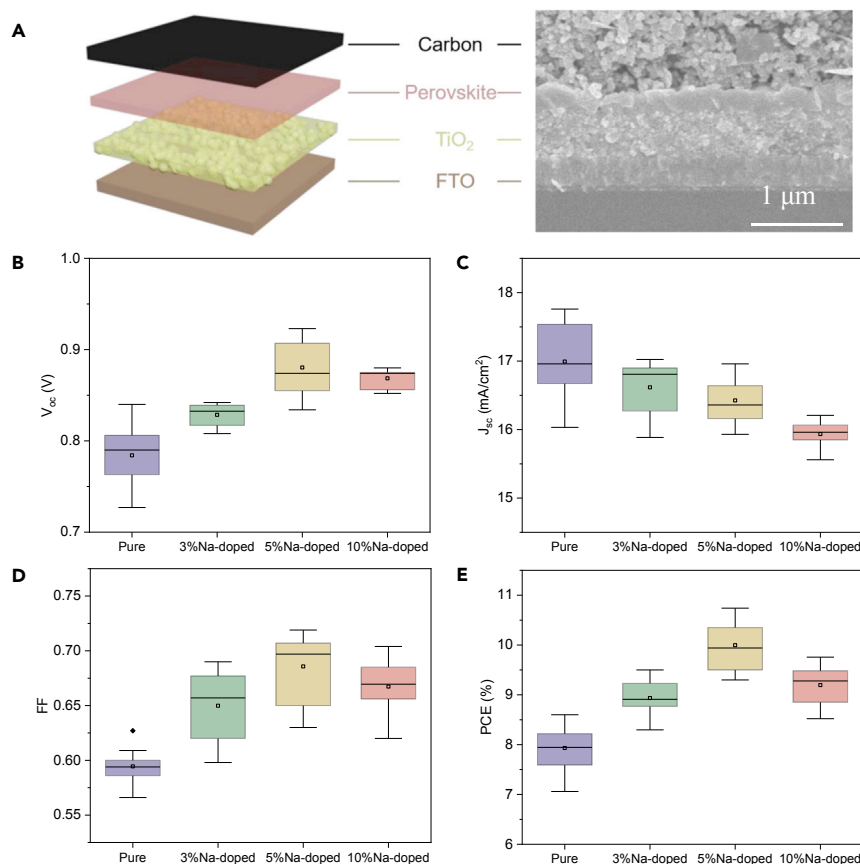 A
Carbon
Perovskite
TiO₂
FTO
1 μm
B
1.0
0.9
0.8
0.7
V_oc (V)
Pure 3%Na-doped 5%Na-doped 10%Na-doped
C
18
17
16
15
J_sc (mA/cm²)
Pure 3%Na-doped 5%Na-doped 10%Na-doped
D
0.75
0.70
0.65
0.60
0.55
FF
Pure 3%Na-doped 5%Na-doped 10%Na-doped
E
11
10
9
8
7
6
PCE (%)
Pure 3%Na-doped 5%Na-doped 10%Na-doped